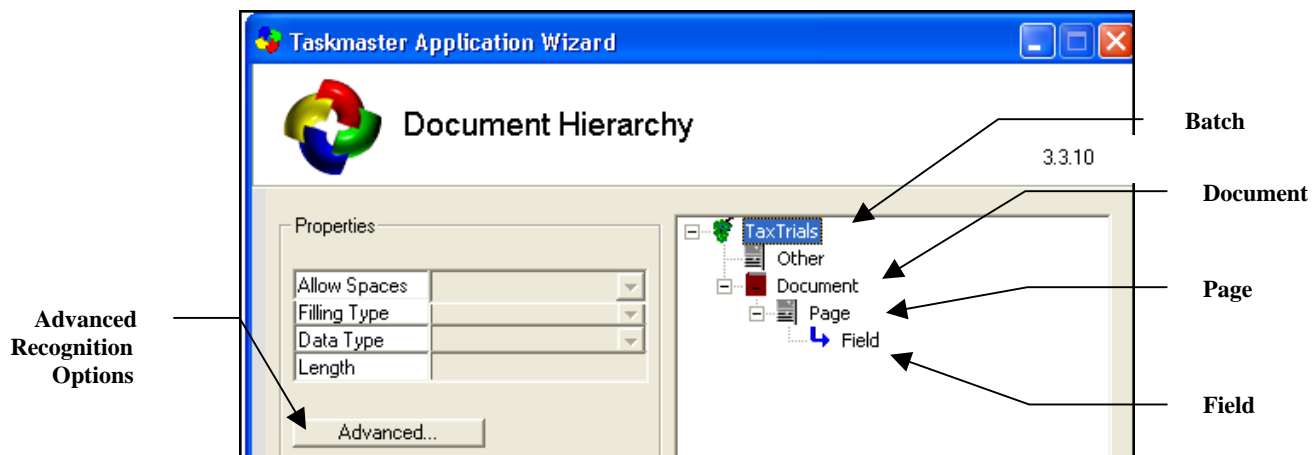 Taskmaster Application Wizard
Document Hierarchy
3.3.10
Batch
Document
Page
Field
Properties
Allow Spaces
Filling Type
Data Type
Length
Advanced...
TaxTrials
Other
Document
Page
Field
Advanced
Recognition
Options